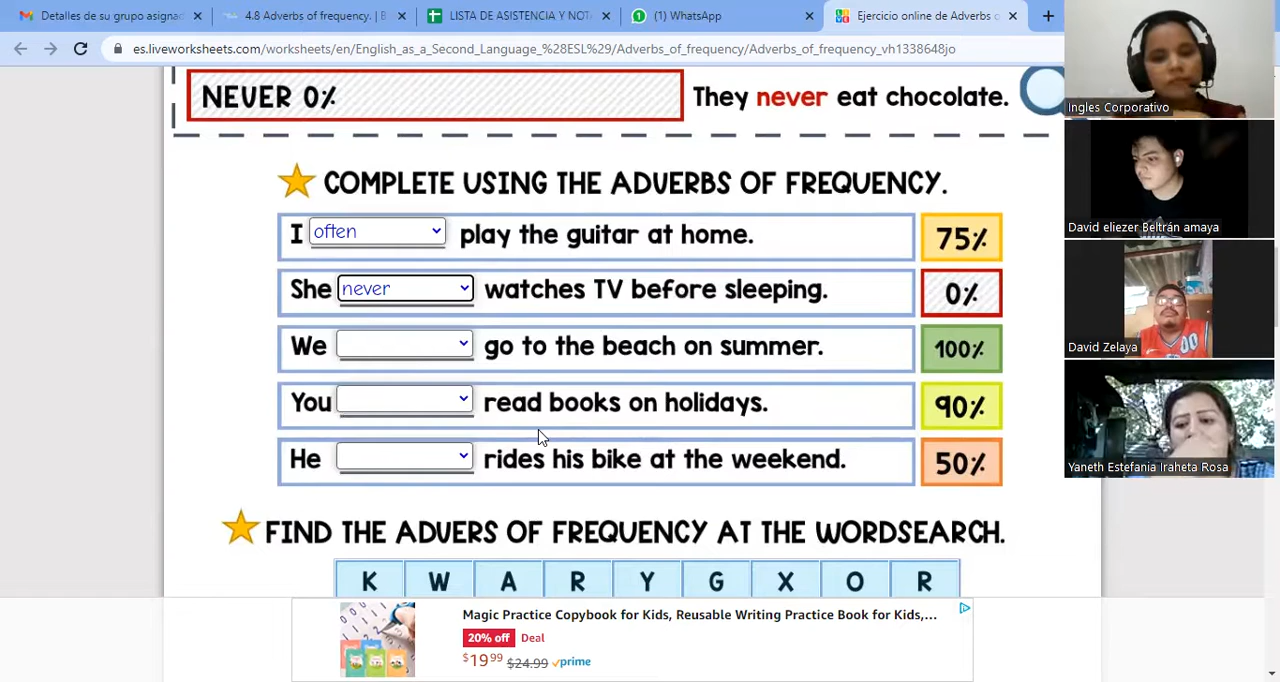 Detalles de su grupo asignad
4.8 Adverbs of frequency. | B
LISTA DE ASISTENCIA Y NOTA
(1) WhatsApp
Ejercicio online de Adverbs o
es.liveworksheets.com/worksheets/en/English_as_a_Second_Language_%28ESL%29/Adverbs_of_frequency/Adverbs_of_frequency_vh1338648jo
NEVER 0% They never eat chocolate.
COMPLETE USING THE ADVERBS OF FREQUENCY.
I often play the guitar at home. 75%
She never watches TV before sleeping. 0%
We go to the beach on summer. 100%
You read books on holidays. 90%
He rides his bike at the weekend. 50%
FIND THE ADVERS OF FREQUENCY AT THE WORDSEARCH.
K W A R Y G X O R
Magic Practice Copybook for Kids, Reusable Writing Practice Book for Kids,...
20% off Deal
$19 99 $24.99 prime
Ingles Corporativo
David eliezer Beltrán amaya
David Zelaya
Yaneth Estefania Iraheta Rosa